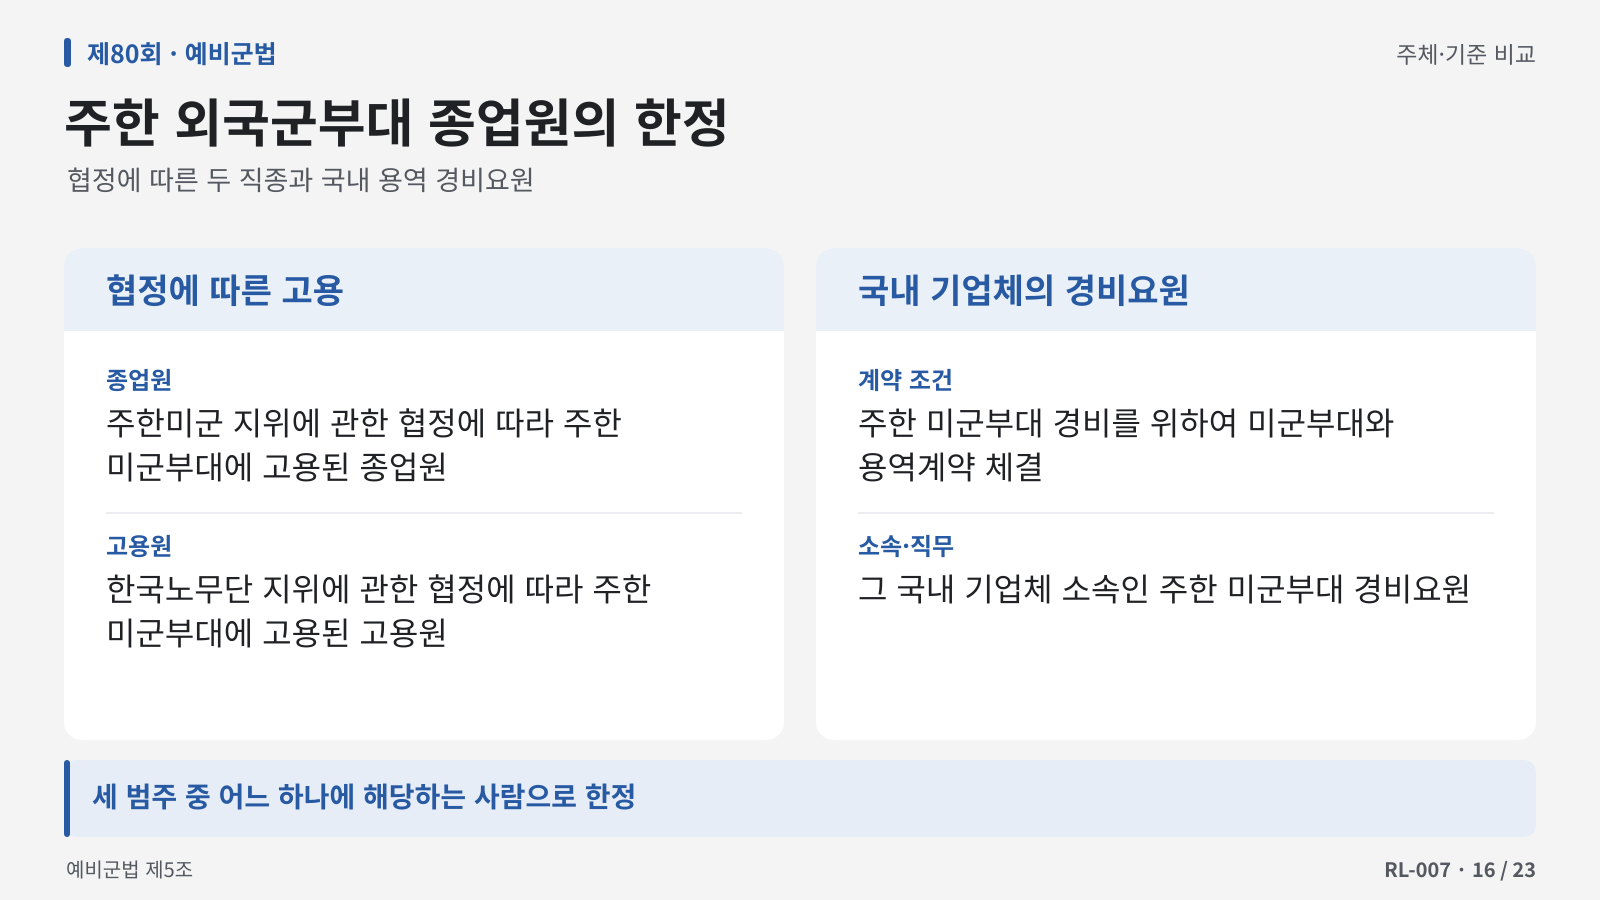 제80회 · 예비군법
주체·기준 비교
주한 외국군부대 종업원의 한정
협정에 따른 두 직종과 국내 용역 경비요원
협정에 따른 고용
종업원
주한미군 지위에 관한 협정에 따라 주한
미군부대에 고용된 종업원
고용원
한국노무단 지위에 관한 협정에 따라 주한
미군부대에 고용된 고용원
국내 기업체의 경비요원
계약 조건
주한 미군부대 경비를 위하여 미군부대와
용역계약 체결
소속·직무
그 국내 기업체 소속인 주한 미군부대 경비요원
세 범주 중 어느 하나에 해당하는 사람으로 한정
예비군법 제5조
RL-007 · 16 / 23